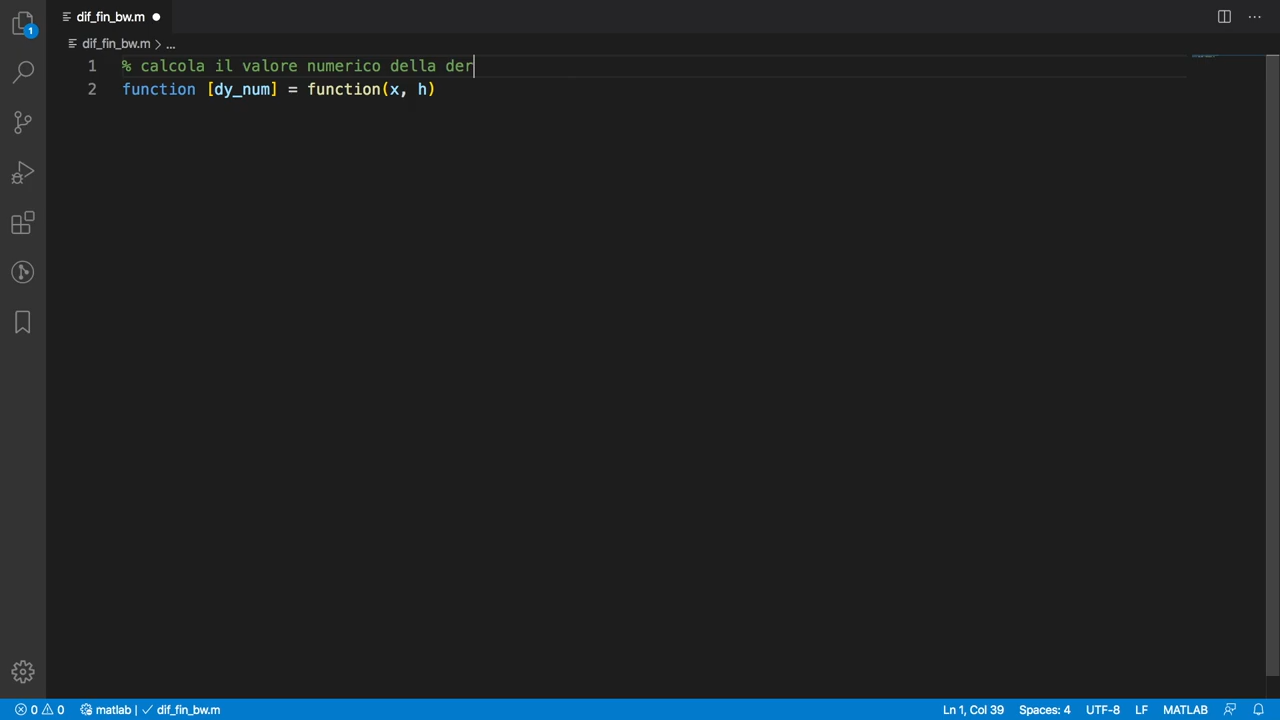 dif_fin_bw.m
dif_fin_bw.m > ...
1 % calcola il valore numerico della der
2 function [dy_num] = function(x, h)
1
0 0 matlab | dif_fin_bw.m Ln 1, Col 39 Spaces: 4 UTF-8 LF MATLAB